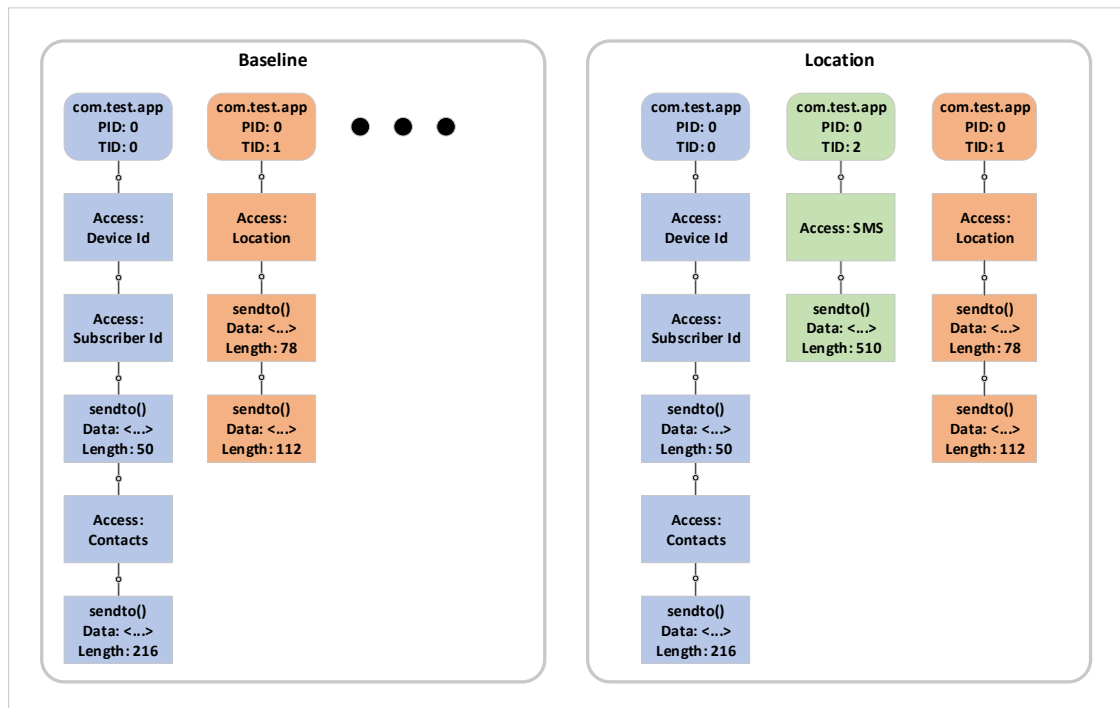 Baseline
com.test.app
PID: 0
TID: 0
Access:
Device Id
Access:
Subscriber Id
sendto()
Data: <...>
Length: 50
Access:
Contacts
sendto()
Data: <...>
Length: 216
com.test.app
PID: 0
TID: 1
Access:
Location
sendto()
Data: <...>
Length: 78
sendto()
Data: <...>
Length: 112
Location
com.test.app
PID: 0
TID: 0
Access:
Device Id
Access:
Subscriber Id
sendto()
Data: <...>
Length: 50
Access:
Contacts
sendto()
Data: <...>
Length: 216
com.test.app
PID: 0
TID: 2
Access: SMS
sendto()
Data: <...>
Length: 510
com.test.app
PID: 0
TID: 1
Access:
Location
sendto()
Data: <...>
Length: 78
sendto()
Data: <...>
Length: 112